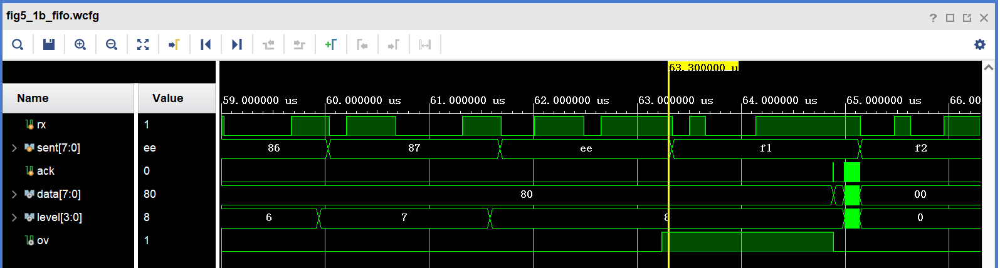 fig5_1b_fifo.wcfg
?
63.300000 u
59.000000 us 60.000000 us 61.000000 us 62.000000 us 63.000000 us 64.000000 us 65.000000 us 66.00
Name Value
rx 1
sent[7:0] ee 86 87 ee f1 f2
ack 0
data[7:0] 80 80 00
level[3:0] 8 6 7 8 0
ov 1